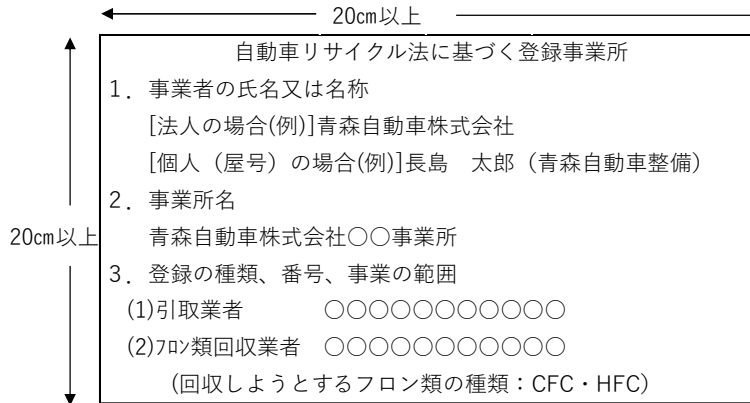 20㎝以上
自動車リサイクル法に基づく登録事業所
1．事業者の氏名又は名称
[法人の場合(例)]青森自動車株式会社
[個人（屋号）の場合(例)]長島　太郎（青森自動車整備）
2．事業所名
20㎝以上
青森自動車株式会社○○事業所
3．登録の種類、番号、事業の範囲
(1)引取業者　○○○○○○○○○○○
(2)ﾌﾛﾝ類回収業者　○○○○○○○○○○○
(回収しようとするフロン類の種類：CFC・HFC）